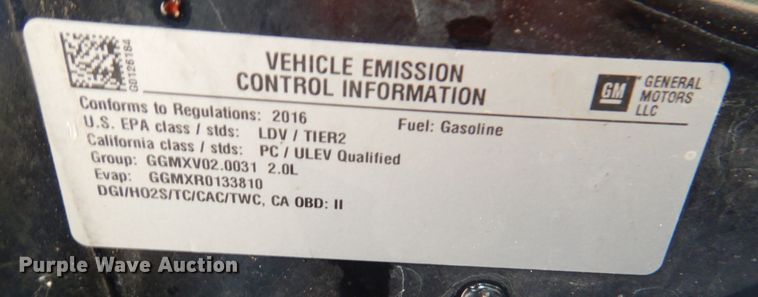 G0126184
VEHICLE EMISSION
CONTROL INFORMATION
GM
GENERAL
MOTORS
LLC
Conforms to Regulations: 2016 Fuel: Gasoline
U.S. EPA class / stds: LDV / TIER2
California class / stds: PC / ULEV Qualified
Group: GGMXV02.0031 2.0L
Evap: GGMXR0133810
DGI/HO2S/TC/CAC/TWC, CA OBD: II
Purple Wave Auction